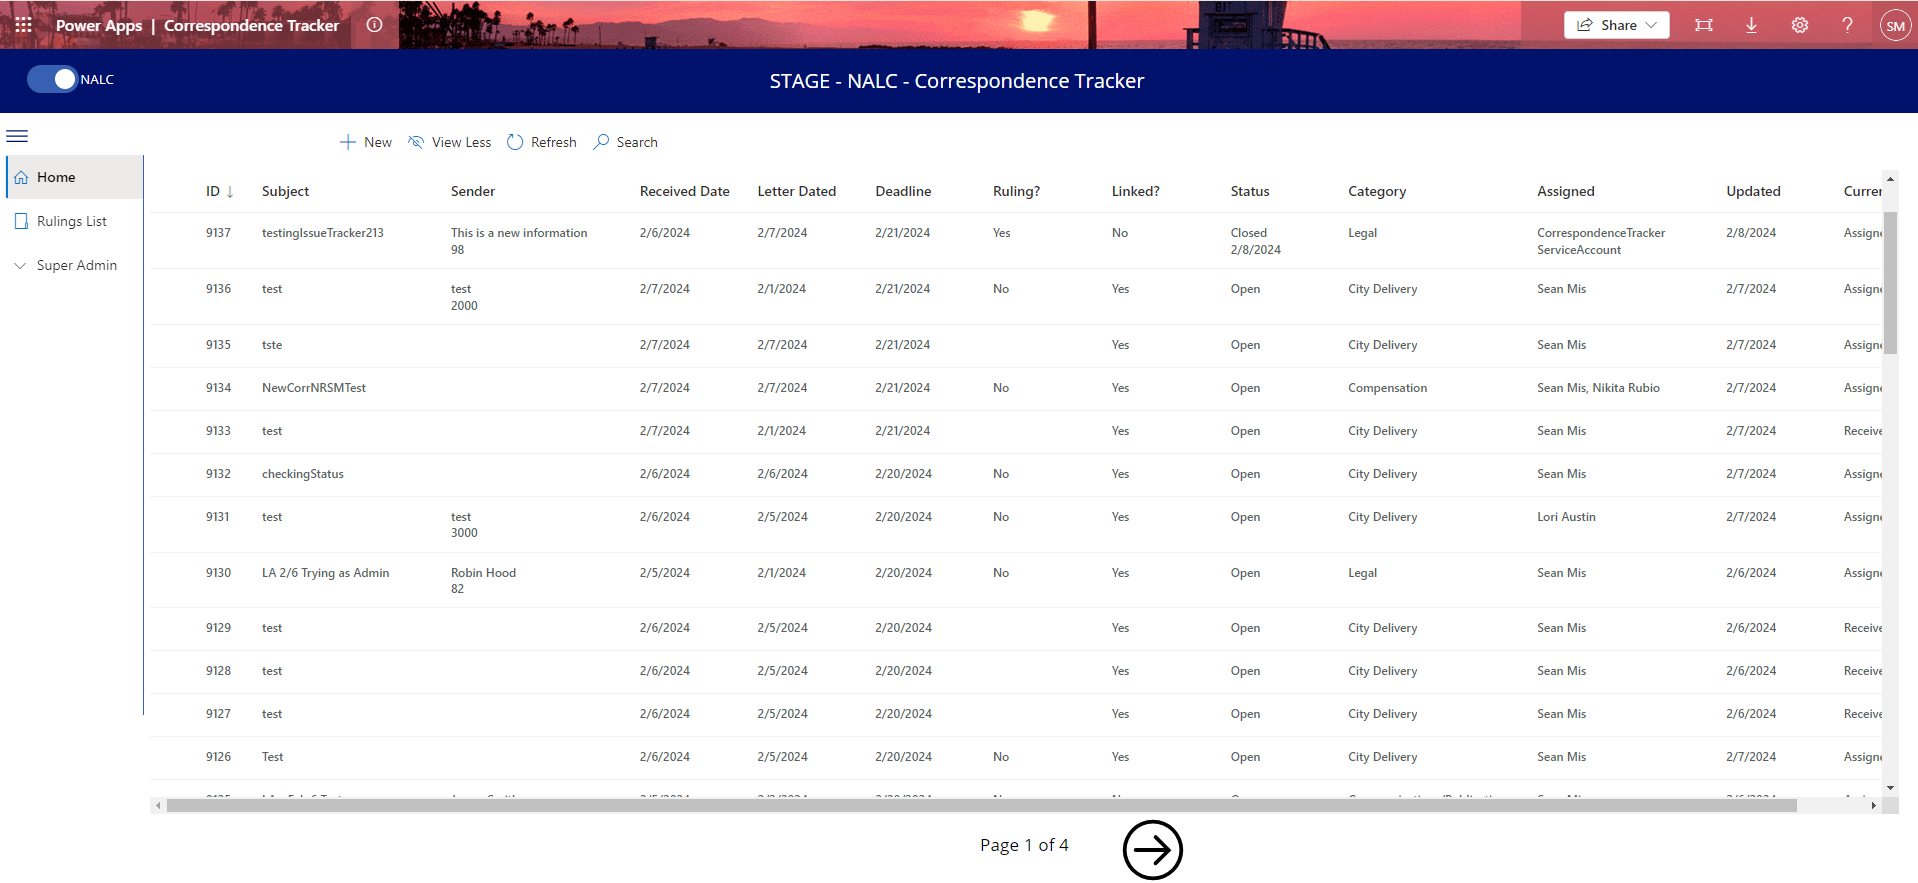 Power Apps | Correspondence Tracker
Share
?
SM
NALC
STAGE - NALC - Correspondence Tracker
New View Less Refresh Search
Home
Rulings List
Super Admin
ID Subject Sender Received Date Letter Dated Deadline Ruling? Linked? Status Category Assigned Updated Curren
9137 testingIssueTracker213 This is a new information 2/6/2024 2/7/2024 2/21/2024 Yes No Closed Legal CorrespondenceTracker 2/8/2024 Assigne
98 2/8/2024 ServiceAccount
9136 test test 2/7/2024 2/1/2024 2/21/2024 No Yes Open City Delivery Sean Mis 2/7/2024 Assigne
2000
9135 tste 2/7/2024 2/7/2024 2/21/2024 Yes Open City Delivery Sean Mis 2/7/2024 Assigne
9134 NewCorrNRSMTest 2/7/2024 2/7/2024 2/21/2024 No Yes Open Compensation Sean Mis, Nikita Rubio 2/7/2024 Assigne
9133 test 2/7/2024 2/1/2024 2/21/2024 Yes Open City Delivery Sean Mis 2/7/2024 Receive
9132 checkingStatus 2/6/2024 2/6/2024 2/20/2024 No Yes Open City Delivery Sean Mis 2/7/2024 Assigne
9131 test test 2/6/2024 2/5/2024 2/20/2024 No Yes Open City Delivery Lori Austin 2/7/2024 Assigne
3000
9130 LA 2/6 Trying as Admin Robin Hood 2/5/2024 2/1/2024 2/20/2024 No Yes Open Legal Sean Mis 2/6/2024 Assigne
82
9129 test 2/6/2024 2/5/2024 2/20/2024 Yes Open City Delivery Sean Mis 2/6/2024 Receive
9128 test 2/6/2024 2/5/2024 2/20/2024 Yes Open City Delivery Sean Mis 2/6/2024 Receive
9127 test 2/6/2024 2/5/2024 2/20/2024 Yes Open City Delivery Sean Mis 2/6/2024 Receive
9126 Test 2/6/2024 2/5/2024 2/20/2024 No Yes Open City Delivery Sean Mis 2/7/2024 Assigne
Page 1 of 4